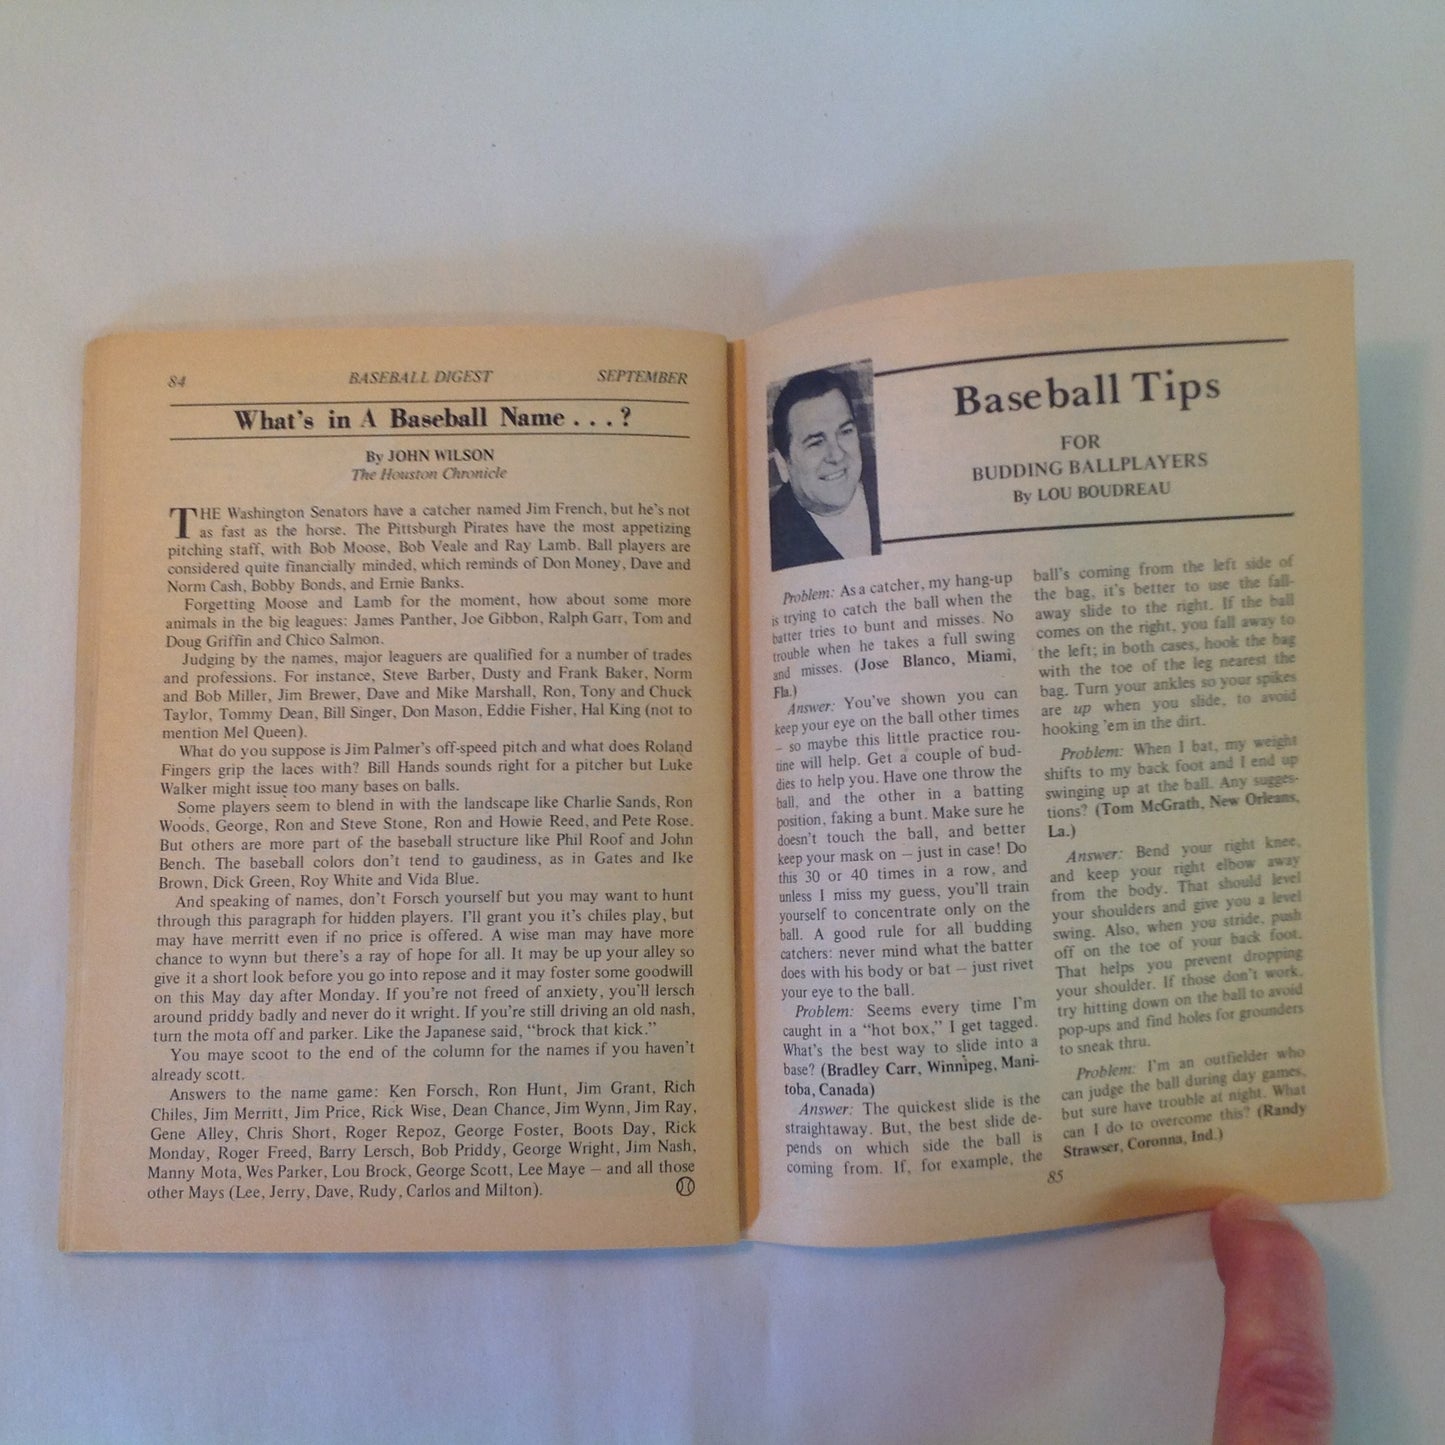 84 BASEBALL DIGEST SEPTEMBER
What's in A Baseball Name . . . ?
By JOHN WILSON
The Houston Chronicle
THE Washington Senators have a catcher named Jim French, but he's not
as fast as the horse. The Pittsburgh Pirates have the most appetizing
pitching staff, with Bob Moose, Bob Veale and Ray Lamb. Ball players are
considered quite financially minded, which reminds of Don Money, Dave and
Norm Cash, Bobby Bonds, and Ernie Banks.
Forgetting Moose and Lamb for the moment, how about some more
animals in the big leagues: James Panther, Joe Gibbon, Ralph Garr, Tom and
Doug Griffin and Chico Salmon.
Judging by the names, major leaguers are qualified for a number of trades
and professions. For instance, Steve Barber, Dusty and Frank Baker, Norm
and Bob Miller, Jim Brewer, Dave and Mike Marshall, Ron, Tony and Chuck
Taylor, Tommy Dean, Bill Singer, Don Mason, Eddie Fisher, Hal King (not to
mention Mel Queen).
What do you suppose is Jim Palmer's off-speed pitch and what does Roland
Fingers grip the laces with? Bill Hands sounds right for a pitcher but Luke
Walker might issue too many bases on balls.
Some players seem to blend in with the landscape like Charlie Sands, Ron
Woods, George, Ron and Steve Stone, Ron and Howie Reed, and Pete Rose.
But others are more part of the baseball structure like Phil Roof and John
Bench. The baseball colors don't tend to gaudiness, as in Gates and Ike
Brown, Dick Green, Roy White and Vida Blue.
And speaking of names, don't Forsch yourself but you may want to hunt
through this paragraph for hidden players. I'll grant you it's chiles play, but
may have merritt even if no price is offered. A wise man may have more
chance to wynn but there's a ray of hope for all. It may be up your alley so
give it a short look before you go into repose and it may foster some goodwill
on this May day after Monday. If you're not freed of anxiety, you'll lersch
around priddy badly and never do it wright. If you're still driving an old nash,
turn the mota off and parker. Like the Japanese said, "brock that kick."
You maye scoot to the end of the column for the names if you haven't
already scott.
Answers to the name game: Ken Forsch, Ron Hunt, Jim Grant, Rich
Chiles, Jim Merritt, Jim Price, Rick Wise, Dean Chance, Jim Wynn, Jim Ray,
Gene Alley, Chris Short, Roger Repoz, George Foster, Boots Day, Rick
Monday, Roger Freed, Barry Lersch, Bob Priddy, George Wright, Jim Nash,
Manny Mota, Wes Parker, Lou Brock, George Scott, Lee Maye — and all those
other Mays (Lee, Jerry, Dave, Rudy, Carlos and Milton).
Baseball Tips
FOR
BUDDING BALLPLAYERS
By LOU BOUDREAU
Problem: As a catcher, my hang-up
is trying to catch the ball when the
batter tries to bunt and misses. No
trouble when he takes a full swing
and misses. (Jose Blanco, Miami,
Fla.)
Answer: You've shown you can
keep your eye on the ball other times
– so maybe this little practice rou-
tine will help. Get a couple of bud-
dies to help you. Have one throw the
ball, and the other in a batting
position, faking a bunt. Make sure he
doesn't touch the ball, and better
keep your mask on – just in case! Do
this 30 or 40 times in a row, and
unless I miss my guess, you'll train
yourself to concentrate only on the
ball. A good rule for all budding
catchers: never mind what the batter
does with his body or bat – just rivet
your eye to the ball.
Problem: Seems every time I'm
caught in a "hot box," I get tagged.
What's the best way to slide into a
base? (Bradley Carr, Winnipeg, Mani-
toba, Canada)
Answer: The quickest slide is the
straightaway. But, the best slide de-
pends on which side the ball is
coming from. If, for example, the
ball's coming from the left side of
the bag, it's better to use the fall-
away slide to the right. If the ball
comes on the right, you fall away to
the left; in both cases, hook the bag
with the toe of the leg nearest the
bag. Turn your ankles so your spikes
are up when you slide, to avoid
hooking 'em in the dirt.
Problem: When I bat, my weight
shifts to my back foot and I end up
swinging up at the ball. Any sugges-
tions? (Tom McGrath, New Orleans,
La.)
Answer: Bend your right knee,
and keep your right elbow away
from the body. That should level
your shoulders and give you a level
swing. Also, when you stride, push
off on the toe of your back foot.
That helps you prevent dropping
your shoulder. If those don't work,
try hitting down on the ball to avoid
pop-ups and find holes for grounders
to sneak thru.
Problem: I'm an outfielder who
can judge the ball during day games,
but sure have trouble at night. What
can I do to overcome this? (Randy
Strawser, Coronna, Ind.)
85